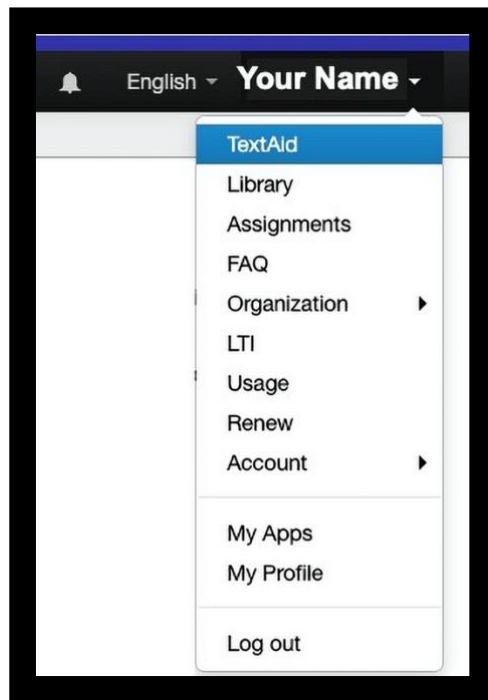 English Your Name
TextAid
Library
Assignments
FAQ
Organization
LTI
Usage
Renew
Account
My Apps
My Profile
Log out